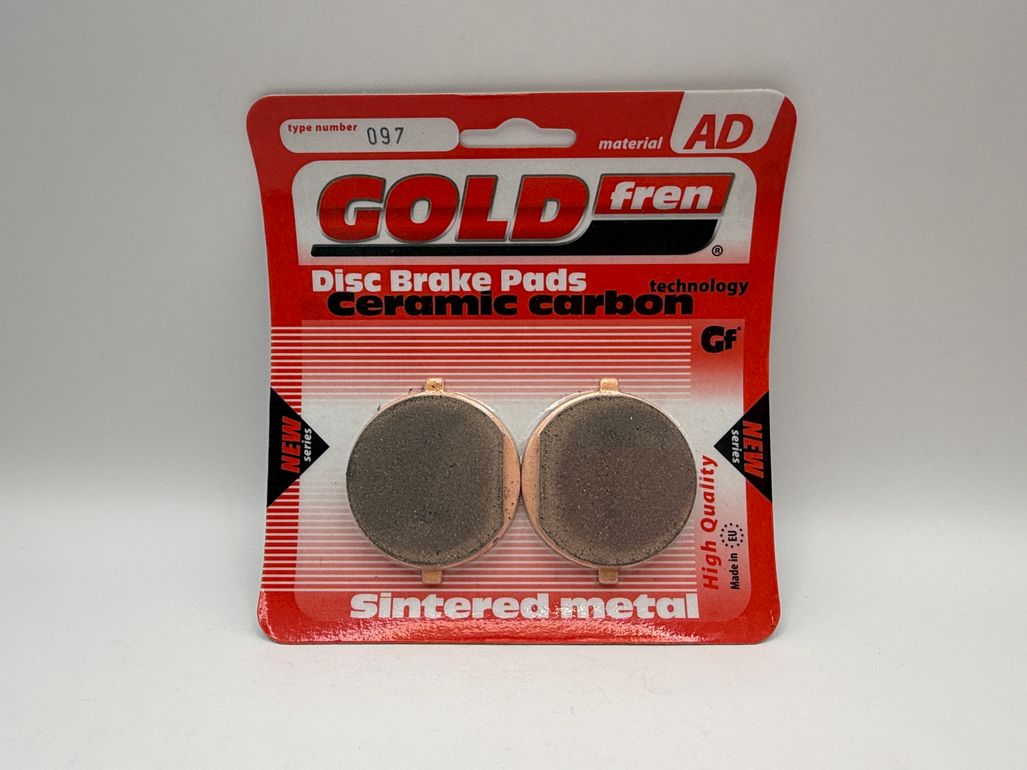 type number 097
material AD
GOLD fren ®
Disc Brake Pads
Ceramic carbon technology
Gf
NEW series
NEW series
High Quality
Made in EU
Sintered metal